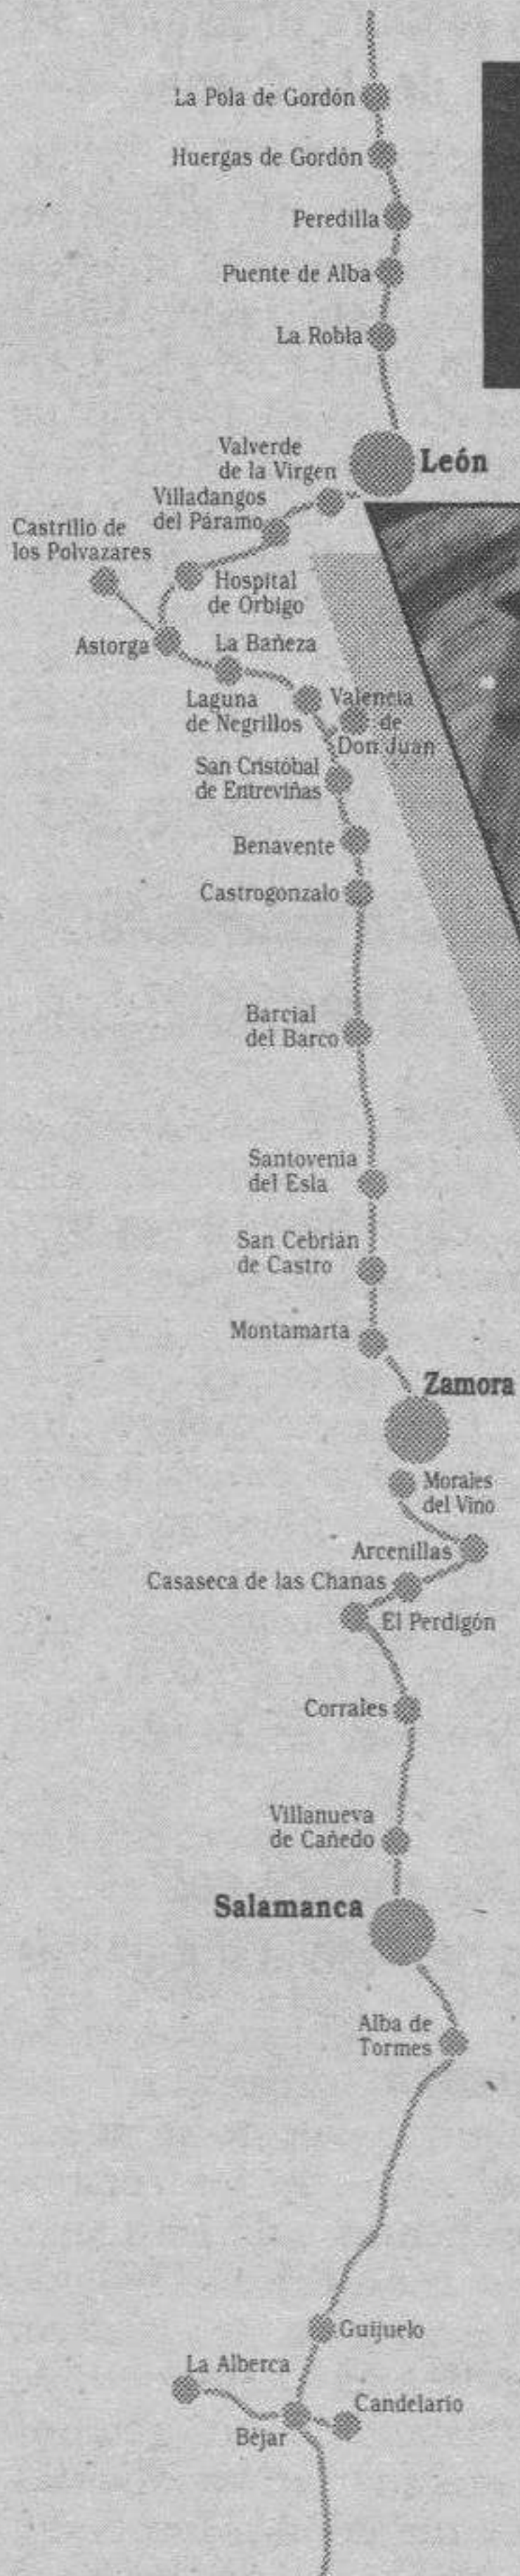 La Pola de Gordón
Huergas de Gordón
Peredilla
Puente de Alba
La Robla
León
Valverde
de la Virgen
Villadangos
del Páramo
Castrillo de
los Polvazares
Hospital
de Orbigo
Astorga
La Bañeza
Laguna
de Negrillos
Valencia
de
Don Juan
San Cristóbal
de Entreviñas
Benavente
Castrogonzalo
Barcial
del Barco
Santovenia
del Esla
San Cebrián
de Castro
Montamarta
Zamora
Morales
del Vino
Arcenillas
Casaseca de las Chanas
El Perdigón
Corrales
Villanueva
de Cañedo
Salamanca
Alba de
Tormes
Guijuelo
La Alberca
Candelario
Béjar